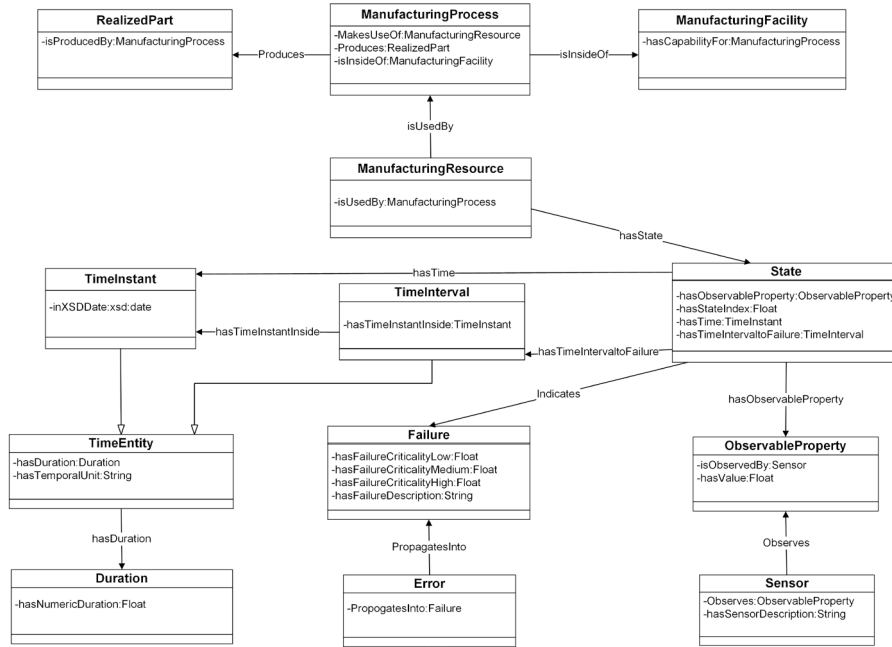 RealizedPart
-isProducedBy:ManufacturingProcess
ManufacturingProcess
-MakesUseOf:ManufacturingResource
-Produces:RealizedPart
-isInsideOf:ManufacturingFacility
ManufacturingFacility
-hasCapabilityFor:ManufacturingProcess
Produces
isInsideOf
isUsedBy
ManufacturingResource
-isUsedBy:ManufacturingProcess
hasState
TimeInstant
-inXSDDate:xsd:date
hasTime
TimeInterval
-hasTimeInstantInside:TimeInstant
State
-hasObservableProperty:ObservableProperty
-hasStateIndex:Float
-hasTime:TimeInstant
-hasTimeIntervaltoFailure:TimeInterval
hasTimeInstantInside
hasTimeIntervaltoFailure
Indicates
hasObservableProperty
TimeEntity
-hasDuration:Duration
-hasTemporalUnit:String
Failure
-hasFailureCriticalityLow:Float
-hasFailureCriticalityMedium:Float
-hasFailureCriticalityHigh:Float
-hasFailureDescription:String
ObservableProperty
-isObservedBy:Sensor
-hasValue:Float
hasDuration
PropagatesInto
Observes
Duration
-hasNumericDuration:Float
Error
-PropogatesInto:Failure
Sensor
-Observes:ObservableProperty
-hasSensorDescription:String